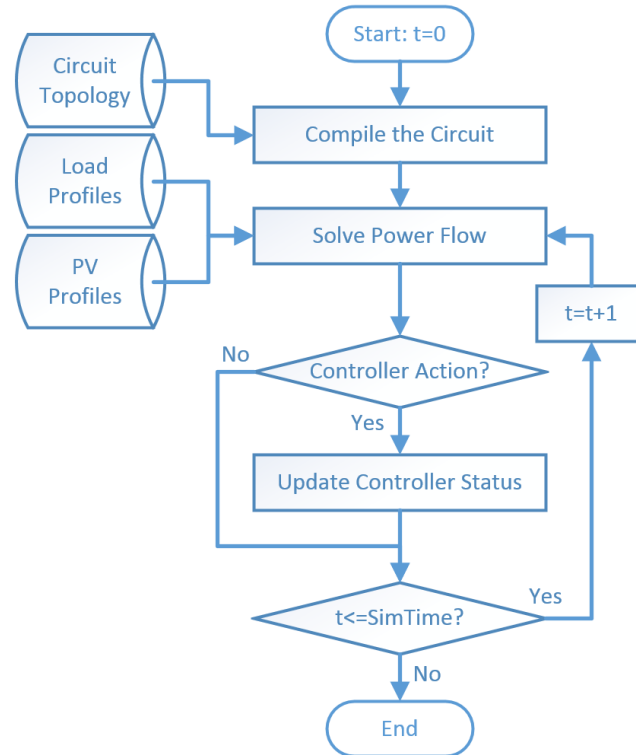 Start: t=0
Circuit
Topology
Compile the Circuit
Load
Profiles
Solve Power Flow
PV
Profiles
t=t+1
No
Controller Action?
Yes
Update Controller Status
t<=SimTime?
Yes
No
End